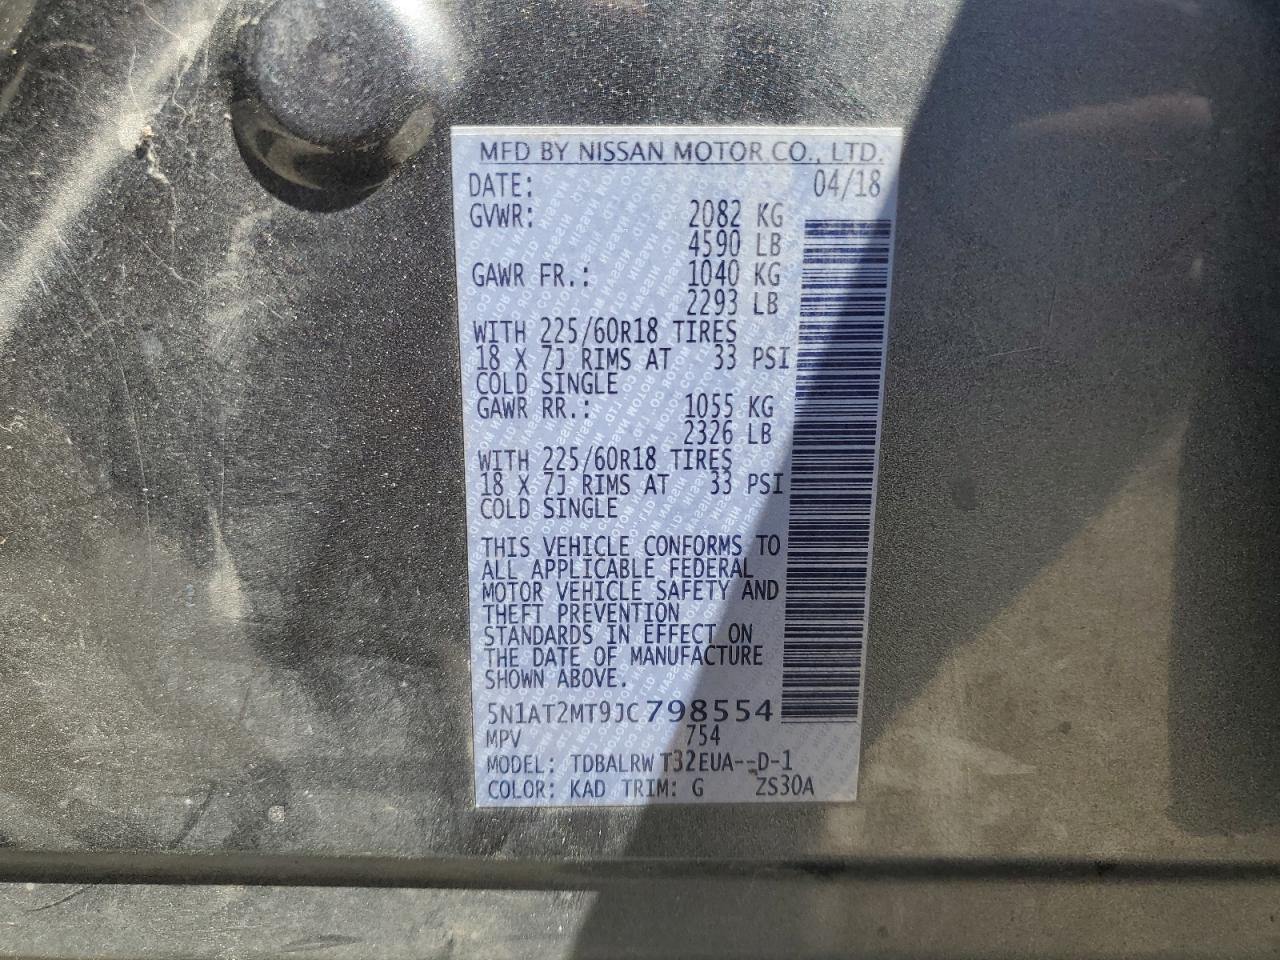 MFD BY NISSAN MOTOR CO., LTD.
DATE: 04/18
GVWR: 2082 KG
4590 LB
GAWR FR.: 1040 KG
2293 LB
WITH 225/60R18 TIRES
18 X 7J RIMS AT 33 PSI
COLD SINGLE
GAWR RR.: 1055 KG
2326 LB
WITH 225/60R18 TIRES
18 X 7J RIMS AT 33 PSI
COLD SINGLE
THIS VEHICLE CONFORMS TO
ALL APPLICABLE FEDERAL
MOTOR VEHICLE SAFETY AND
THEFT PREVENTION
STANDARDS IN EFFECT ON
THE DATE OF MANUFACTURE
SHOWN ABOVE.
5N1AT2MT9JC798554
MPV 754
MODEL: TDBALRW T32EUA--D-1
COLOR: KAD TRIM: G ZS30A